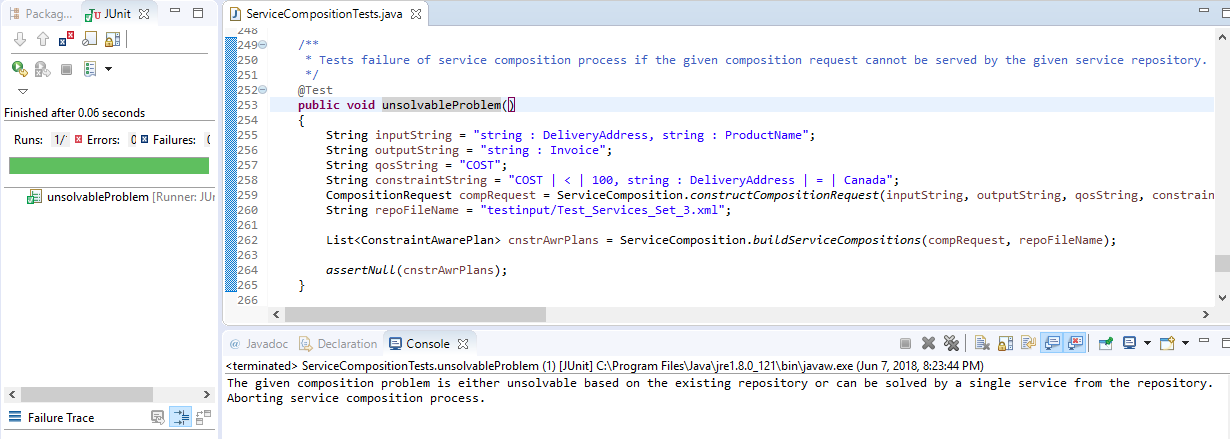 Packag... JUnit
Finished after 0.06 seconds
Runs: 1/ Errors: Failures:
unsolvableProblem [Runner: JU
Failure Trace
ServiceCompositionTests.java
248
249 /**
250 * Tests failure of service composition process if the given composition request cannot be served by the given service repository.
251 */
252 @Test
253 public void unsolvableProblem()
254 {
255 String inputString = "string : DeliveryAddress, string : ProductName";
256 String outputString = "string : Invoice";
257 String qosString = "COST";
258 String constraintString = "COST | < | 100, string : DeliveryAddress | = | Canada";
259 CompositionRequest compRequest = ServiceComposition.constructCompositionRequest(inputString, outputString, qosString, constrain
260 String repoFileName = "testinput/Test_Services_Set_3.xml";
261
262 List<ConstraintAwarePlan> cnstrAwrPlans = ServiceComposition.buildServiceCompositions(compRequest, repoFileName);
263
264 assertNull(cnstrAwrPlans);
265 }
266
@ Javadoc Declaration Console
<terminated> ServiceCompositionTests.unsolvableProblem (1) [JUnit] C:\Program Files\Java\jre1.8.0_121\bin\javaw.exe (Jun 7, 2018, 8:23:44 PM)
The given composition problem is either unsolvable based on the existing repository or can be solved by a single service from the repository.
Aborting service composition process.